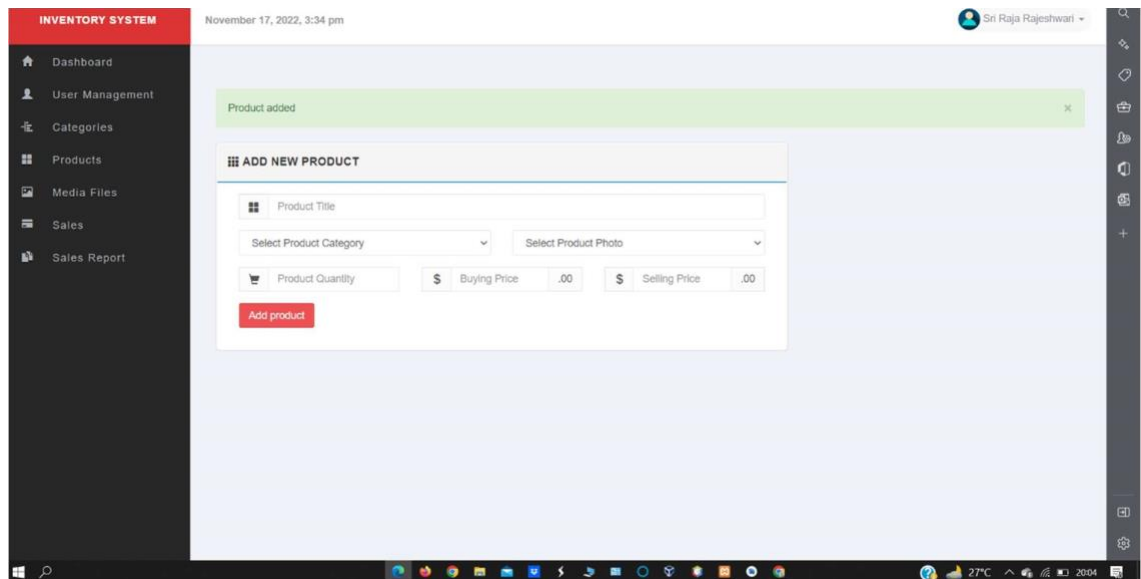 INVENTORY SYSTEM
November 17, 2022, 3:34 pm
Sri Raja Rajeshwari
Dashboard
User Management
Categories
Products
Media Files
Sales
Sales Report
Product added
×
ADD NEW PRODUCT
Product Title
Select Product Category
Select Product Photo
Product Quantity
$ Buying Price .00
$ Selling Price .00
Add product
27°C
2004